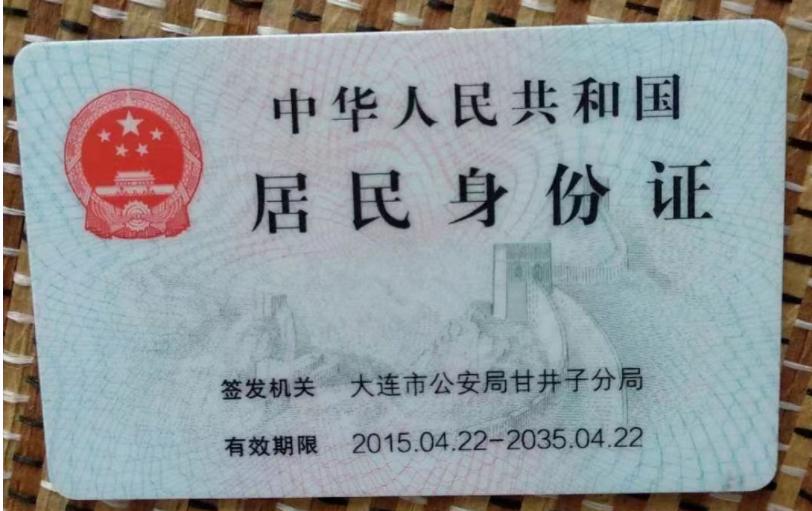 中华人民共和国
居民身份证
签发机关 大连市公安局甘井子分局
有效期限 2015.04.22-2035.04.22